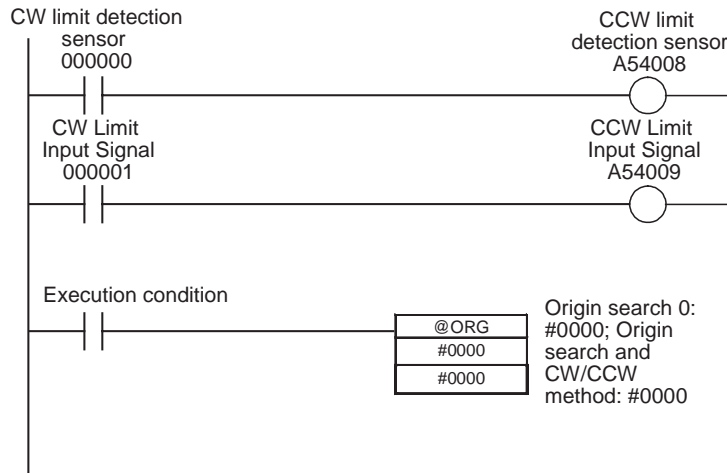 CW limit detection
sensor
000000
CCW limit
detection sensor
A54008
CW Limit
Input Signal
000001
CCW Limit
Input Signal
A54009
Execution condition
@ORG
#0000
#0000
Origin search 0:
#0000; Origin
search and
CW/CCW
method: #0000